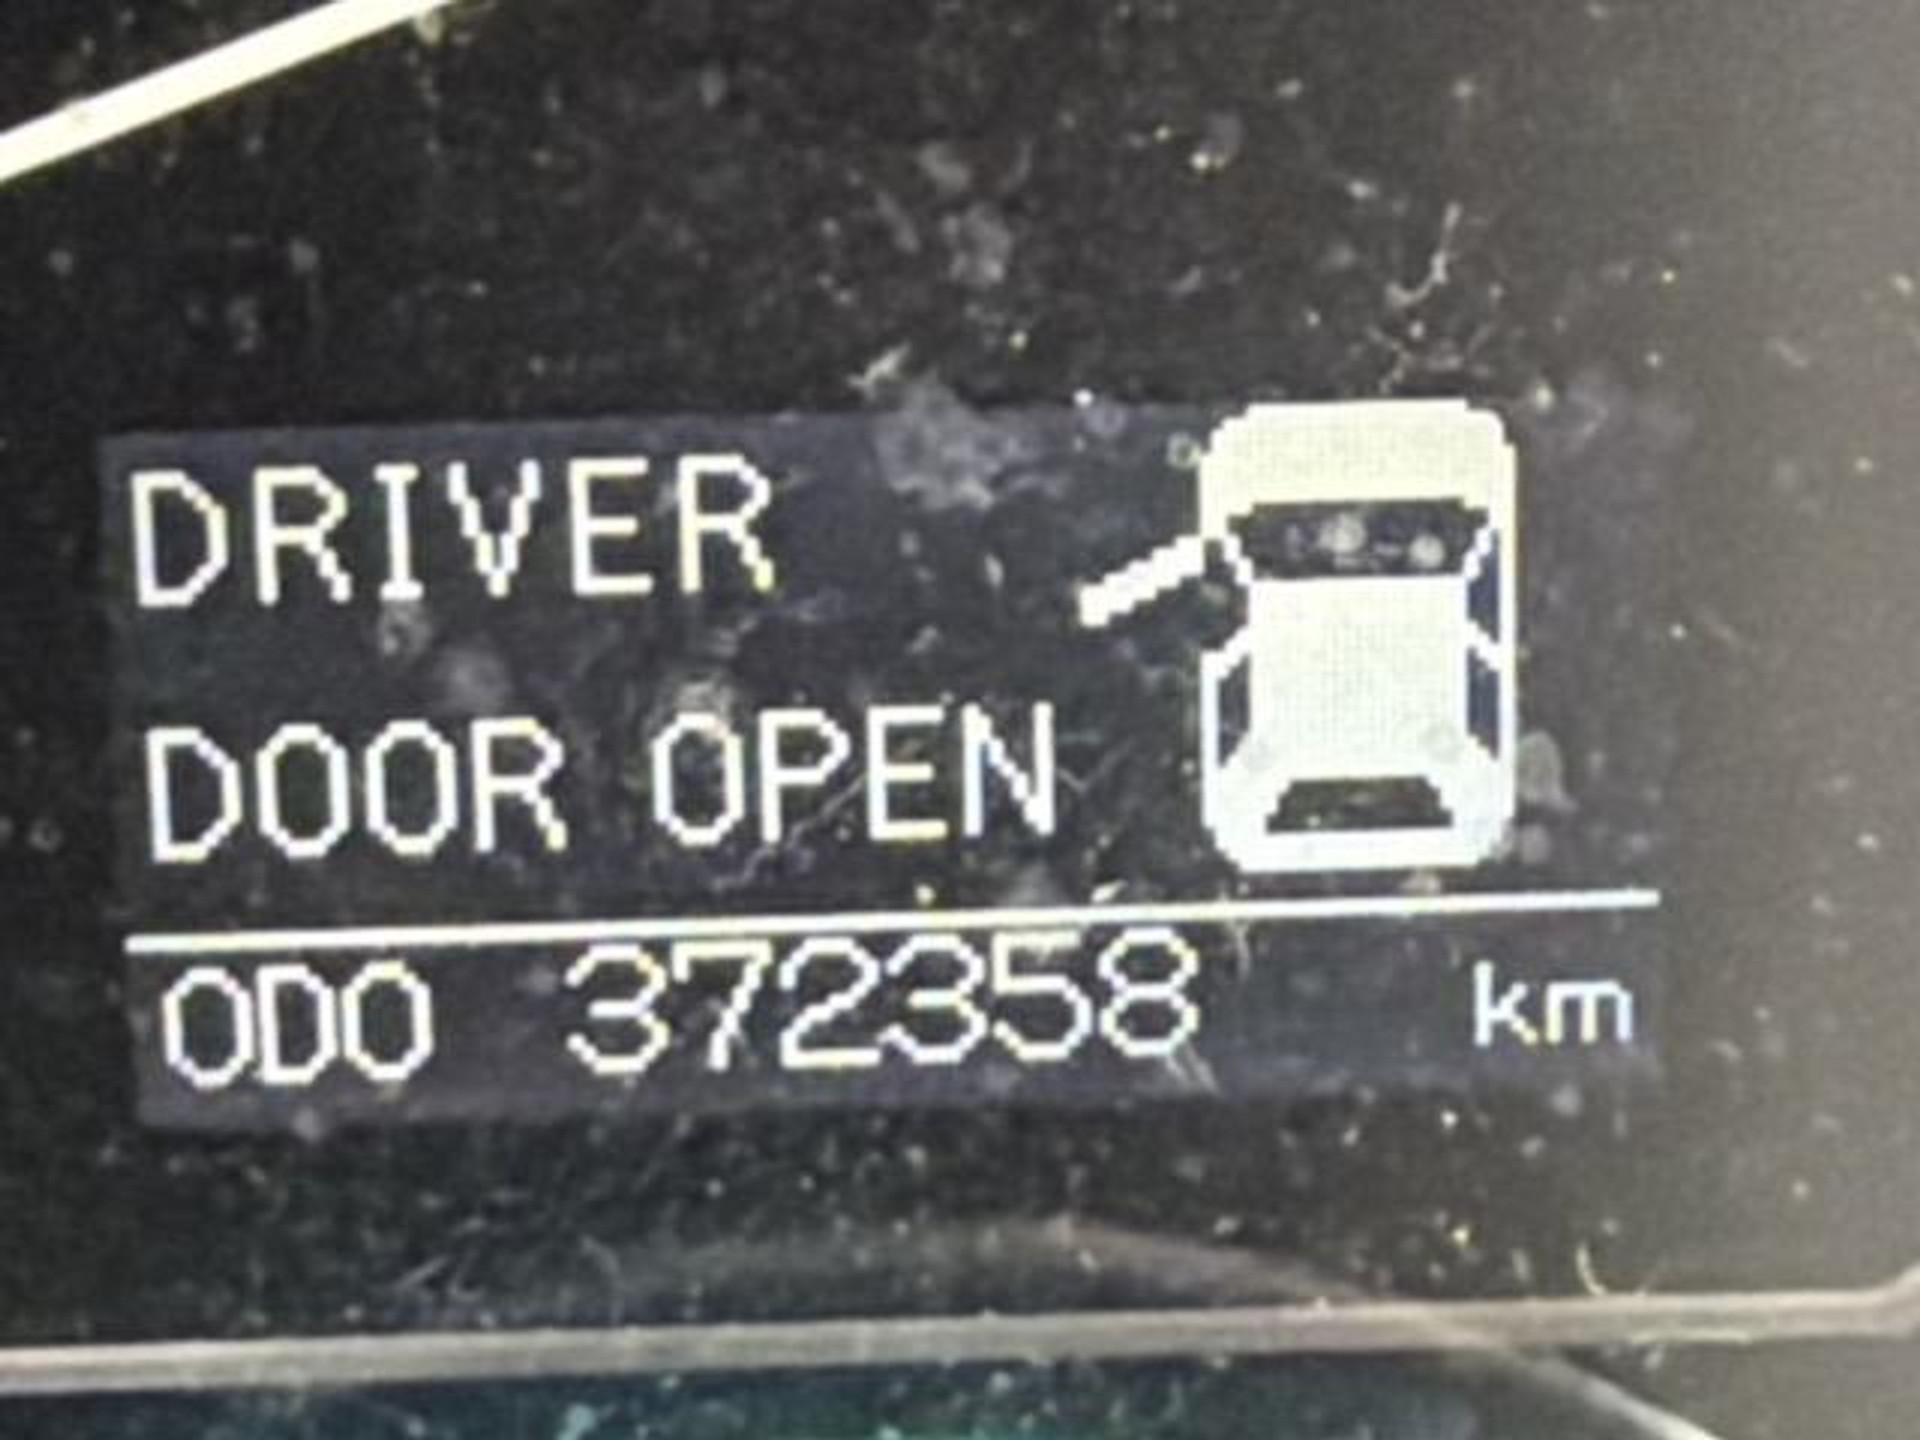 DRIVER
DOOR OPEN
ODO 372358 km